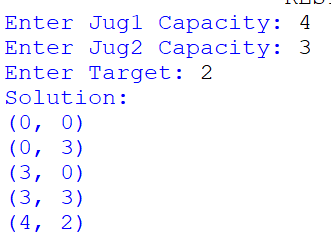 Enter Jug1 Capacity: 4
Enter Jug2 Capacity: 3
Enter Target: 2
Solution:
(0, 0)
(0, 3)
(3, 0)
(3, 3)
(4, 2)